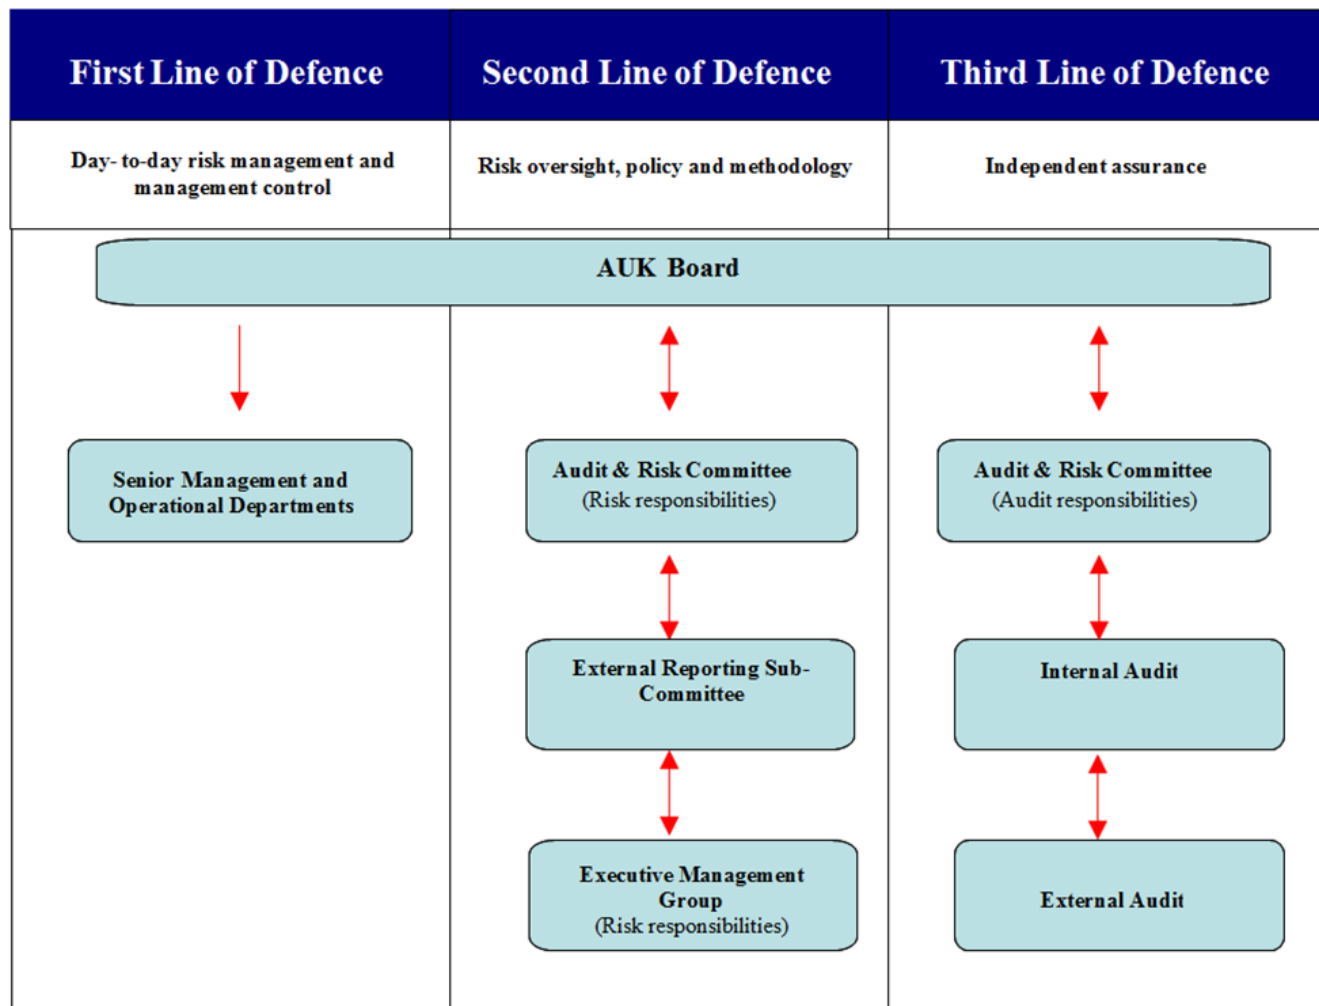 First Line of Defence
Second Line of Defence
Third Line of Defence
Day- to-day risk management and
management control
Risk oversight, policy and methodology
Independent assurance
AUK Board
Senior Management and
Operational Departments
Audit & Risk Committee
(Risk responsibilities)
Audit & Risk Committee
(Audit responsibilities)
External Reporting Sub-
Committee
Internal Audit
Executive Management
Group
(Risk responsibilities)
External Audit